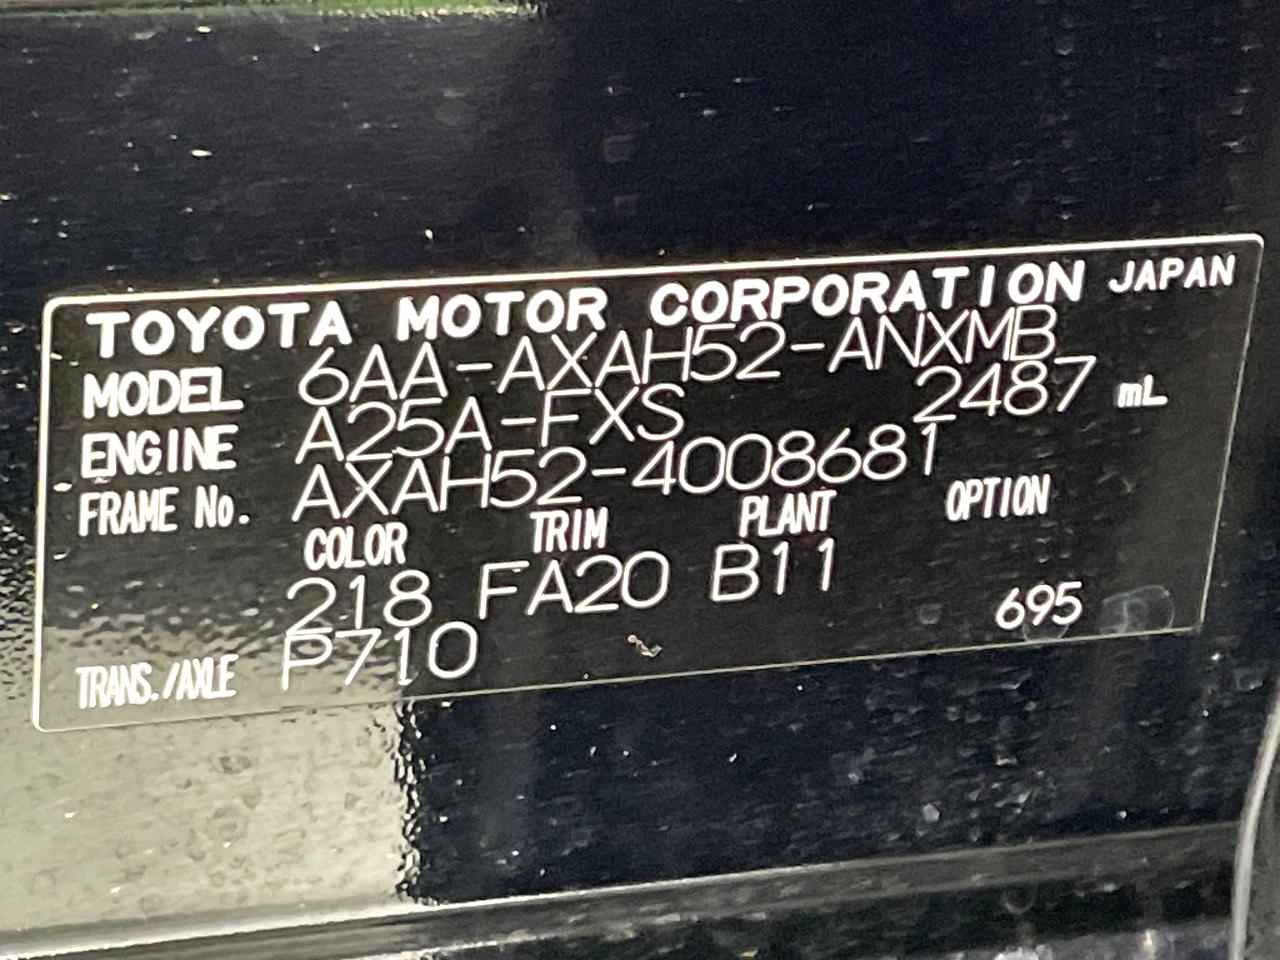 TOYOTA MOTOR CORPORATION JAPAN
MODEL 6AA-AXAH52-ANXMB
ENGINE A25A-FXS 2487 mL
FRAME No. AXAH52-4008681
COLOR TRIM PLANT OPTION
218 FA20 B11
TRANS./AXLE P710 695